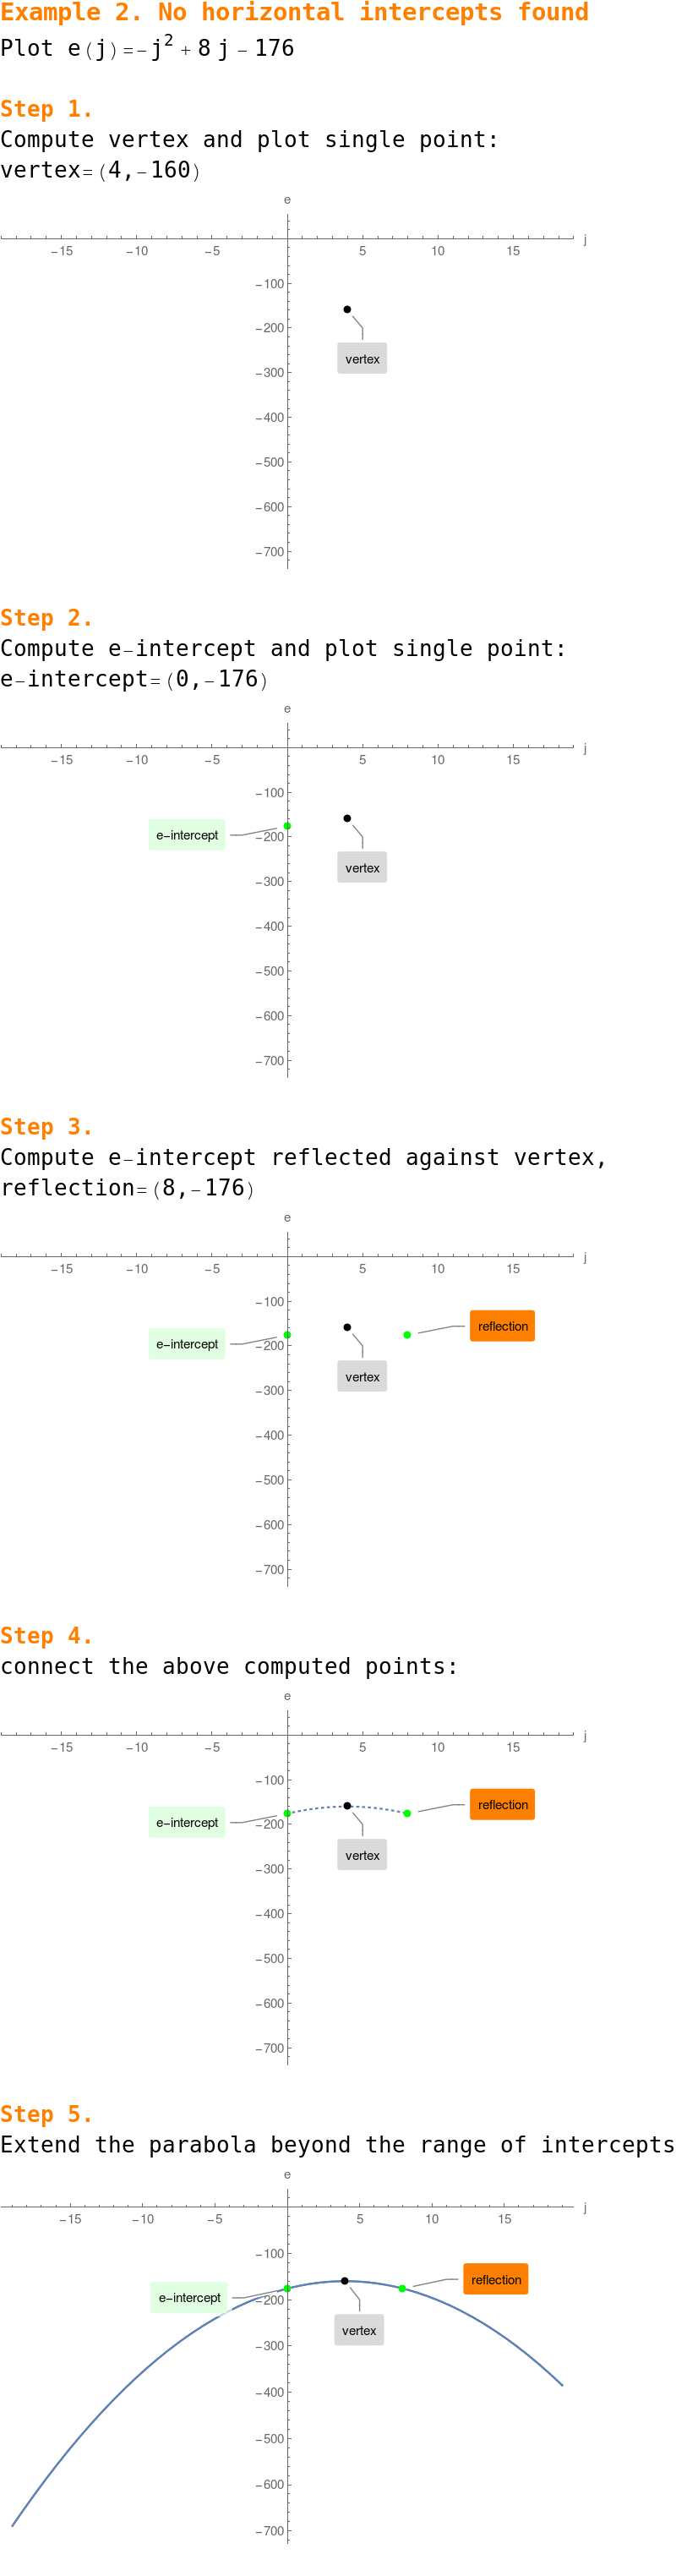 Example 2. No horizontal intercepts found
Plot e(j)=-j² + 8 j - 176
Step 1.
Compute vertex and plot single point:
vertex=(4,-160)
e
j
-15 -10 -5 5 10 15
-100
-200
vertex
-300
-400
-500
-600
-700
Step 2.
Compute e-intercept and plot single point:
e-intercept=(0,-176)
e
j
-15 -10 -5 5 10 15
-100
e-intercept
-200
vertex
-300
-400
-500
-600
-700
Step 3.
Compute e-intercept reflected against vertex,
reflection=(8,-176)
e
j
-15 -10 -5 5 10 15
-100
reflection
e-intercept
-200
vertex
-300
-400
-500
-600
-700
Step 4.
connect the above computed points:
e
j
-15 -10 -5 5 10 15
-100
reflection
e-intercept
-200
vertex
-300
-400
-500
-600
-700
Step 5.
Extend the parabola beyond the range of intercepts
e
j
-15 -10 -5 5 10 15
-100
reflection
e-intercept
-200
vertex
-300
-400
-500
-600
-700